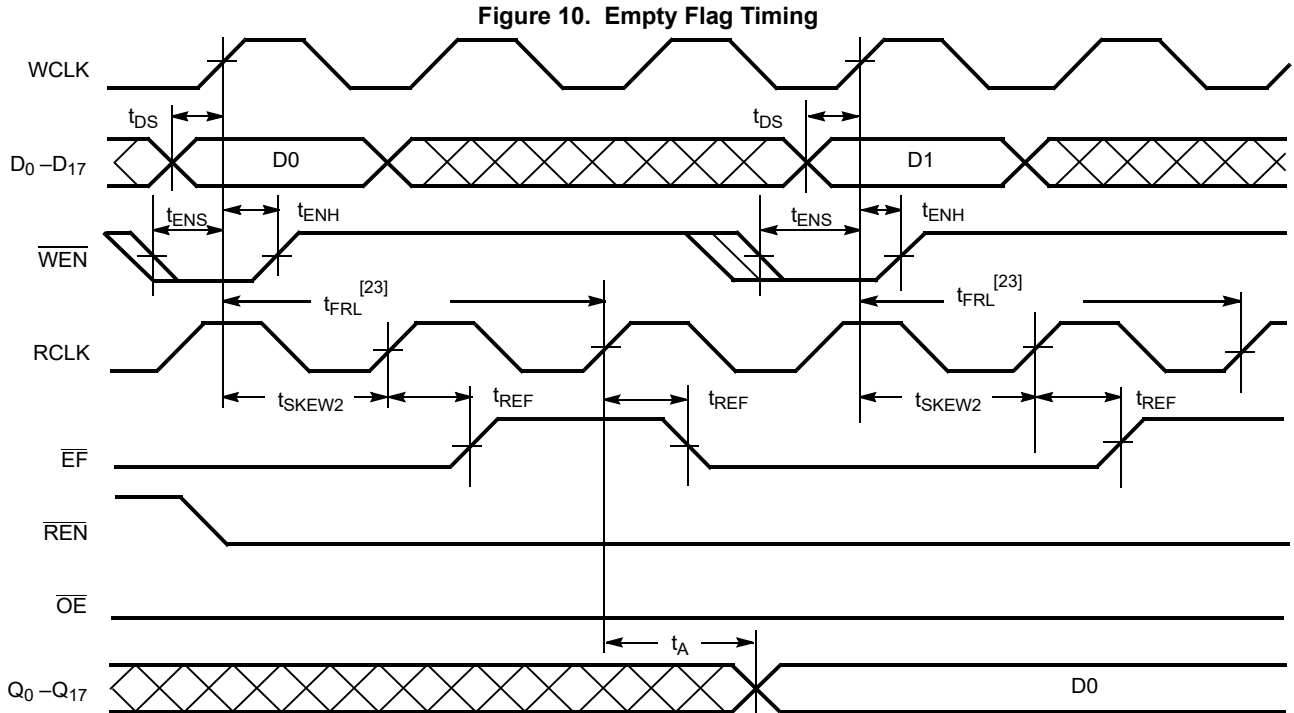 Figure 10. Empty Flag Timing
WCLK
tDS tDS
D0 –D17 D0 D1
tENS tENH tENS tENH
WEN
tFRL[23] tFRL[23]
RCLK
tSKEW2 tREF tREF tSKEW2 tREF
EF
REN
OE
tA
Q0 –Q17 D0